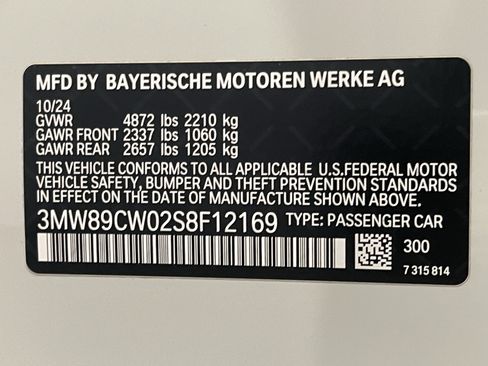 MFD BY BAYERISCHE MOTOREN WERKE AG
10/24
GVWR 4872 lbs 2210 kg
GAWR FRONT 2337 lbs 1060 kg
GAWR REAR 2657 lbs 1205 kg
THIS VEHICLE CONFORMS TO ALL APPLICABLE U.S.FEDERAL MOTOR
VEHICLE SAFETY, BUMPER AND THEFT PREVENTION STANDARDS
IN EFFECT ON THE DATE OF MANUFACTURE SHOWN ABOVE.
3MW89CW02S8F12169 TYPE: PASSENGER CAR
300
7 315 814